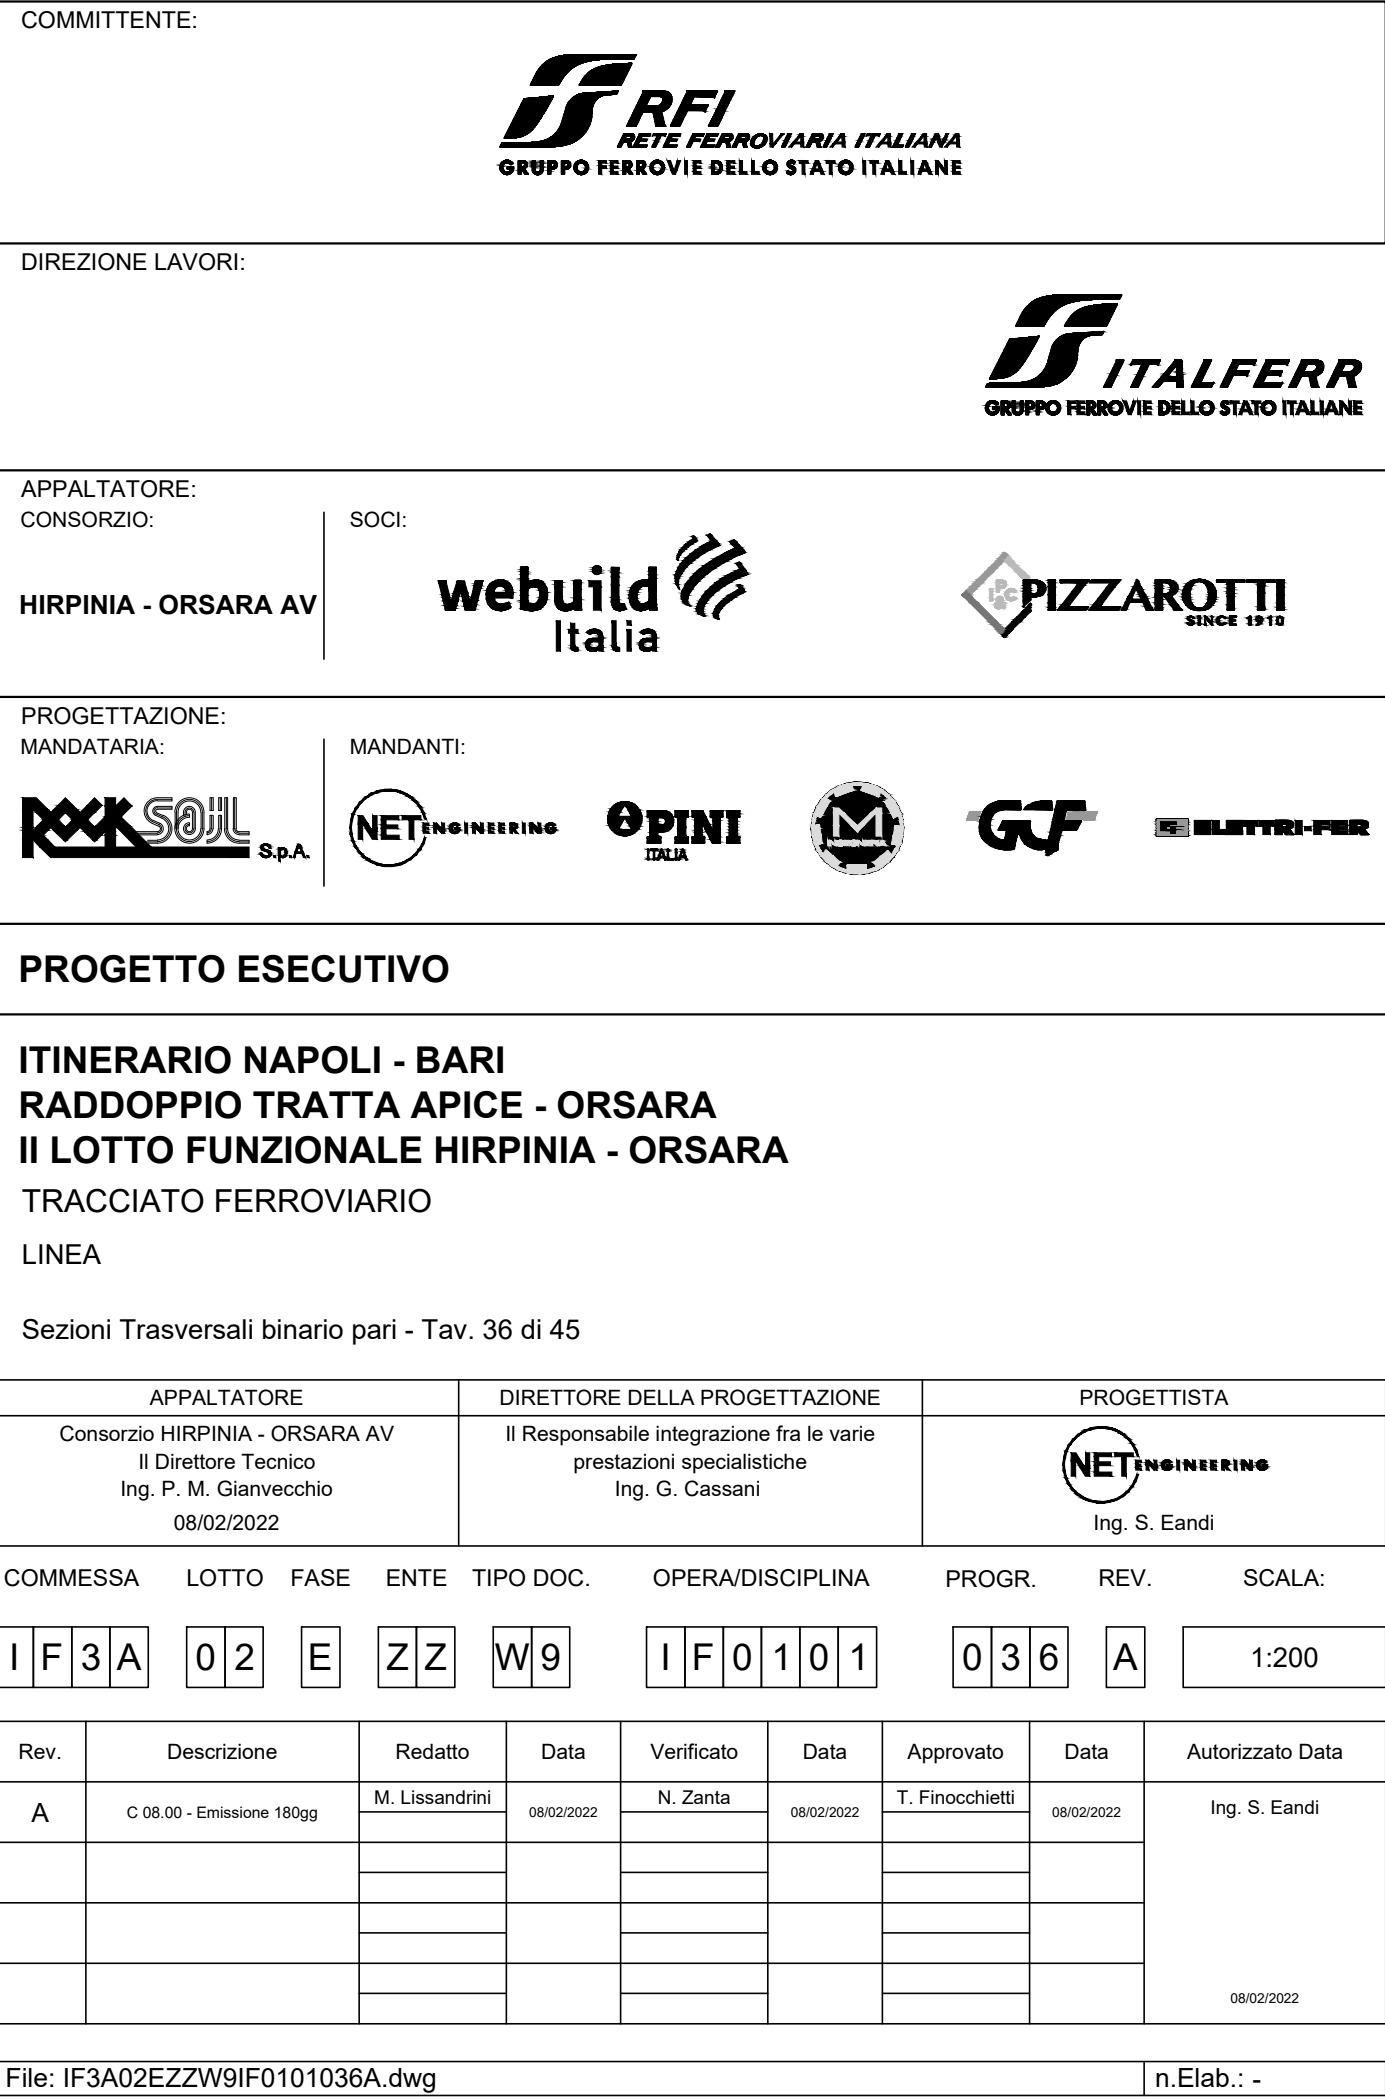 COMMITTENTE:
RFI
RETE FERROVIARIA ITALIANA
GRUPPO FERROVIE DELLO STATO ITALIANE
DIREZIONE LAVORI:
ITALFERR
GRUPPO FERROVIE DELLO STATO ITALIANE
APPALTATORE:
CONSORZIO:
SOCI:
HIRPINIA - ORSARA AV
webuild
Italia
PIZZAROTTI
SINCE 1910
PROGETTAZIONE:
MANDATARIA:
MANDANTI:
ROCK SOIL S.p.A.
NET ENGINEERING
PINI
ITALIA
M
GCF
ELETTRI-FER
PROGETTO ESECUTIVO
ITINERARIO NAPOLI - BARI
RADDOPPIO TRATTA APICE - ORSARA
II LOTTO FUNZIONALE HIRPINIA - ORSARA
TRACCIATO FERROVIARIO
LINEA
Sezioni Trasversali binario pari - Tav. 36 di 45
APPALTATORE DIRETTORE DELLA PROGETTAZIONE PROGETTISTA
Consorzio HIRPINIA - ORSARA AV
Il Direttore Tecnico
Ing. P. M. Gianvecchio
08/02/2022
Il Responsabile integrazione fra le varie
prestazioni specialistiche
Ing. G. Cassani
NET ENGINEERING
Ing. S. Eandi
COMMESSA LOTTO FASE ENTE TIPO DOC. OPERA/DISCIPLINA PROGR. REV. SCALA:
I F 3 A 0 2 E Z Z W 9 I F 0 1 0 1 0 3 6 A 1:200
Rev. Descrizione Redatto Data Verificato Data Approvato Data Autorizzato Data
A C 08.00 - Emissione 180gg M. Lissandrini 08/02/2022 N. Zanta 08/02/2022 T. Finocchietti 08/02/2022 Ing. S. Eandi
08/02/2022
File: IF3A02EZZW9IF0101036A.dwg n.Elab.: -